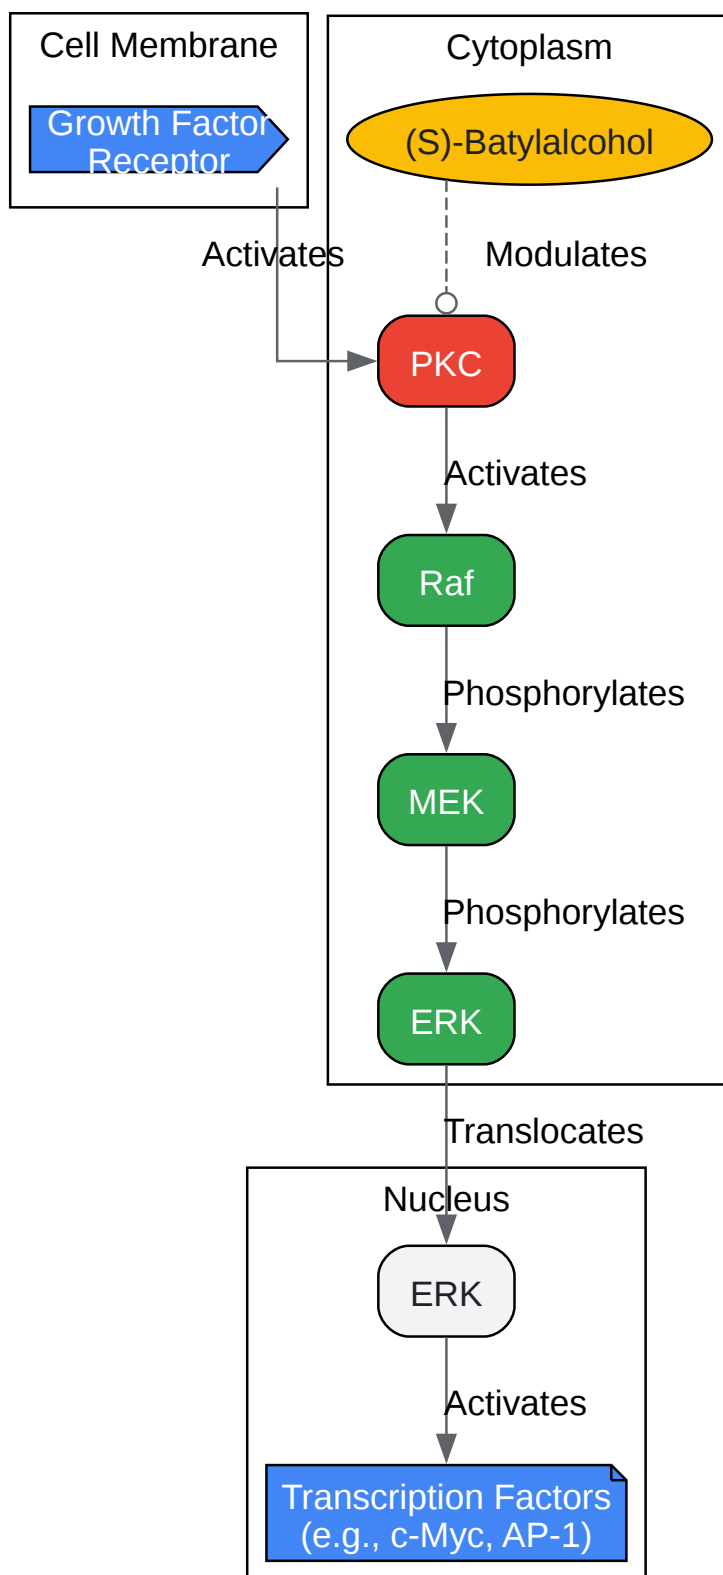 Cell Membrane
Cytoplasm
Growth Factor
Receptor
(S)-Batylalcohol
Activates
Modulates
PKC
Activates
Raf
Phosphorylates
MEK
Phosphorylates
ERK
Translocates
Nucleus
ERK
Activates
Transcription Factors
(e.g., c-Myc, AP-1)